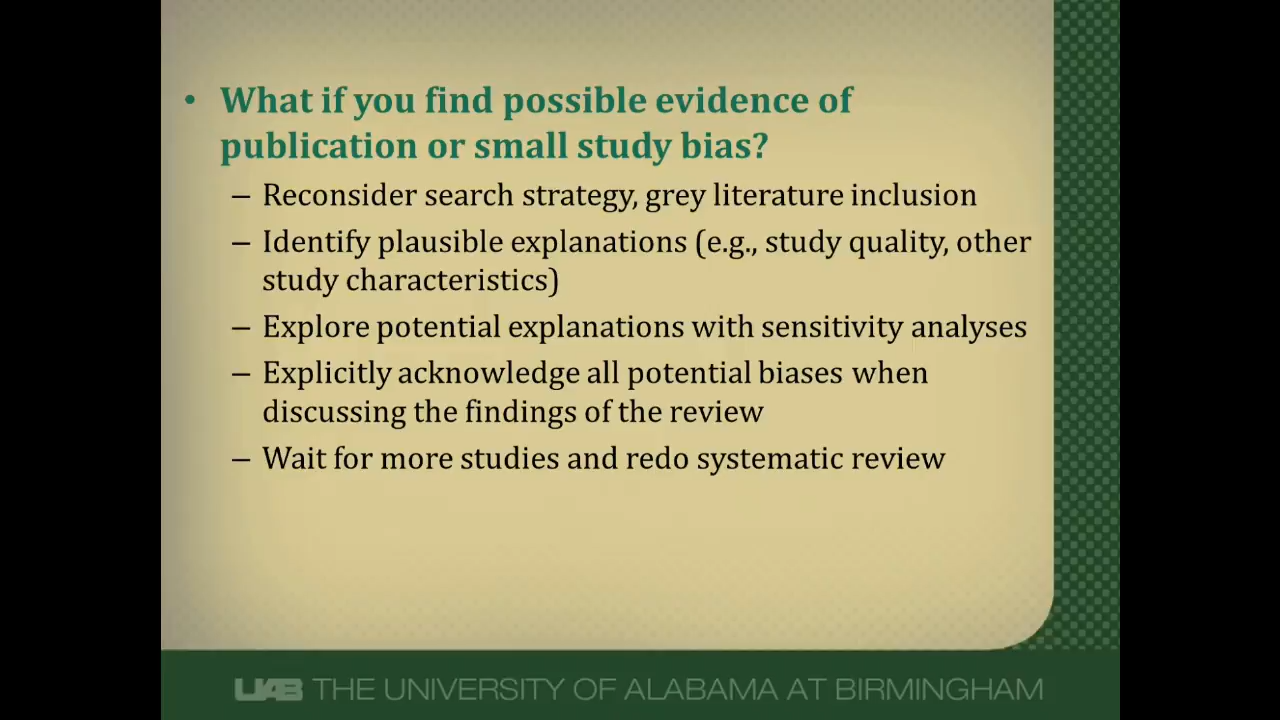 • What if you find possible evidence of
publication or small study bias?
– Reconsider search strategy, grey literature inclusion
– Identify plausible explanations (e.g., study quality, other
study characteristics)
– Explore potential explanations with sensitivity analyses
– Explicitly acknowledge all potential biases when
discussing the findings of the review
– Wait for more studies and redo systematic review
UAB THE UNIVERSITY OF ALABAMA AT BIRMINGHAM